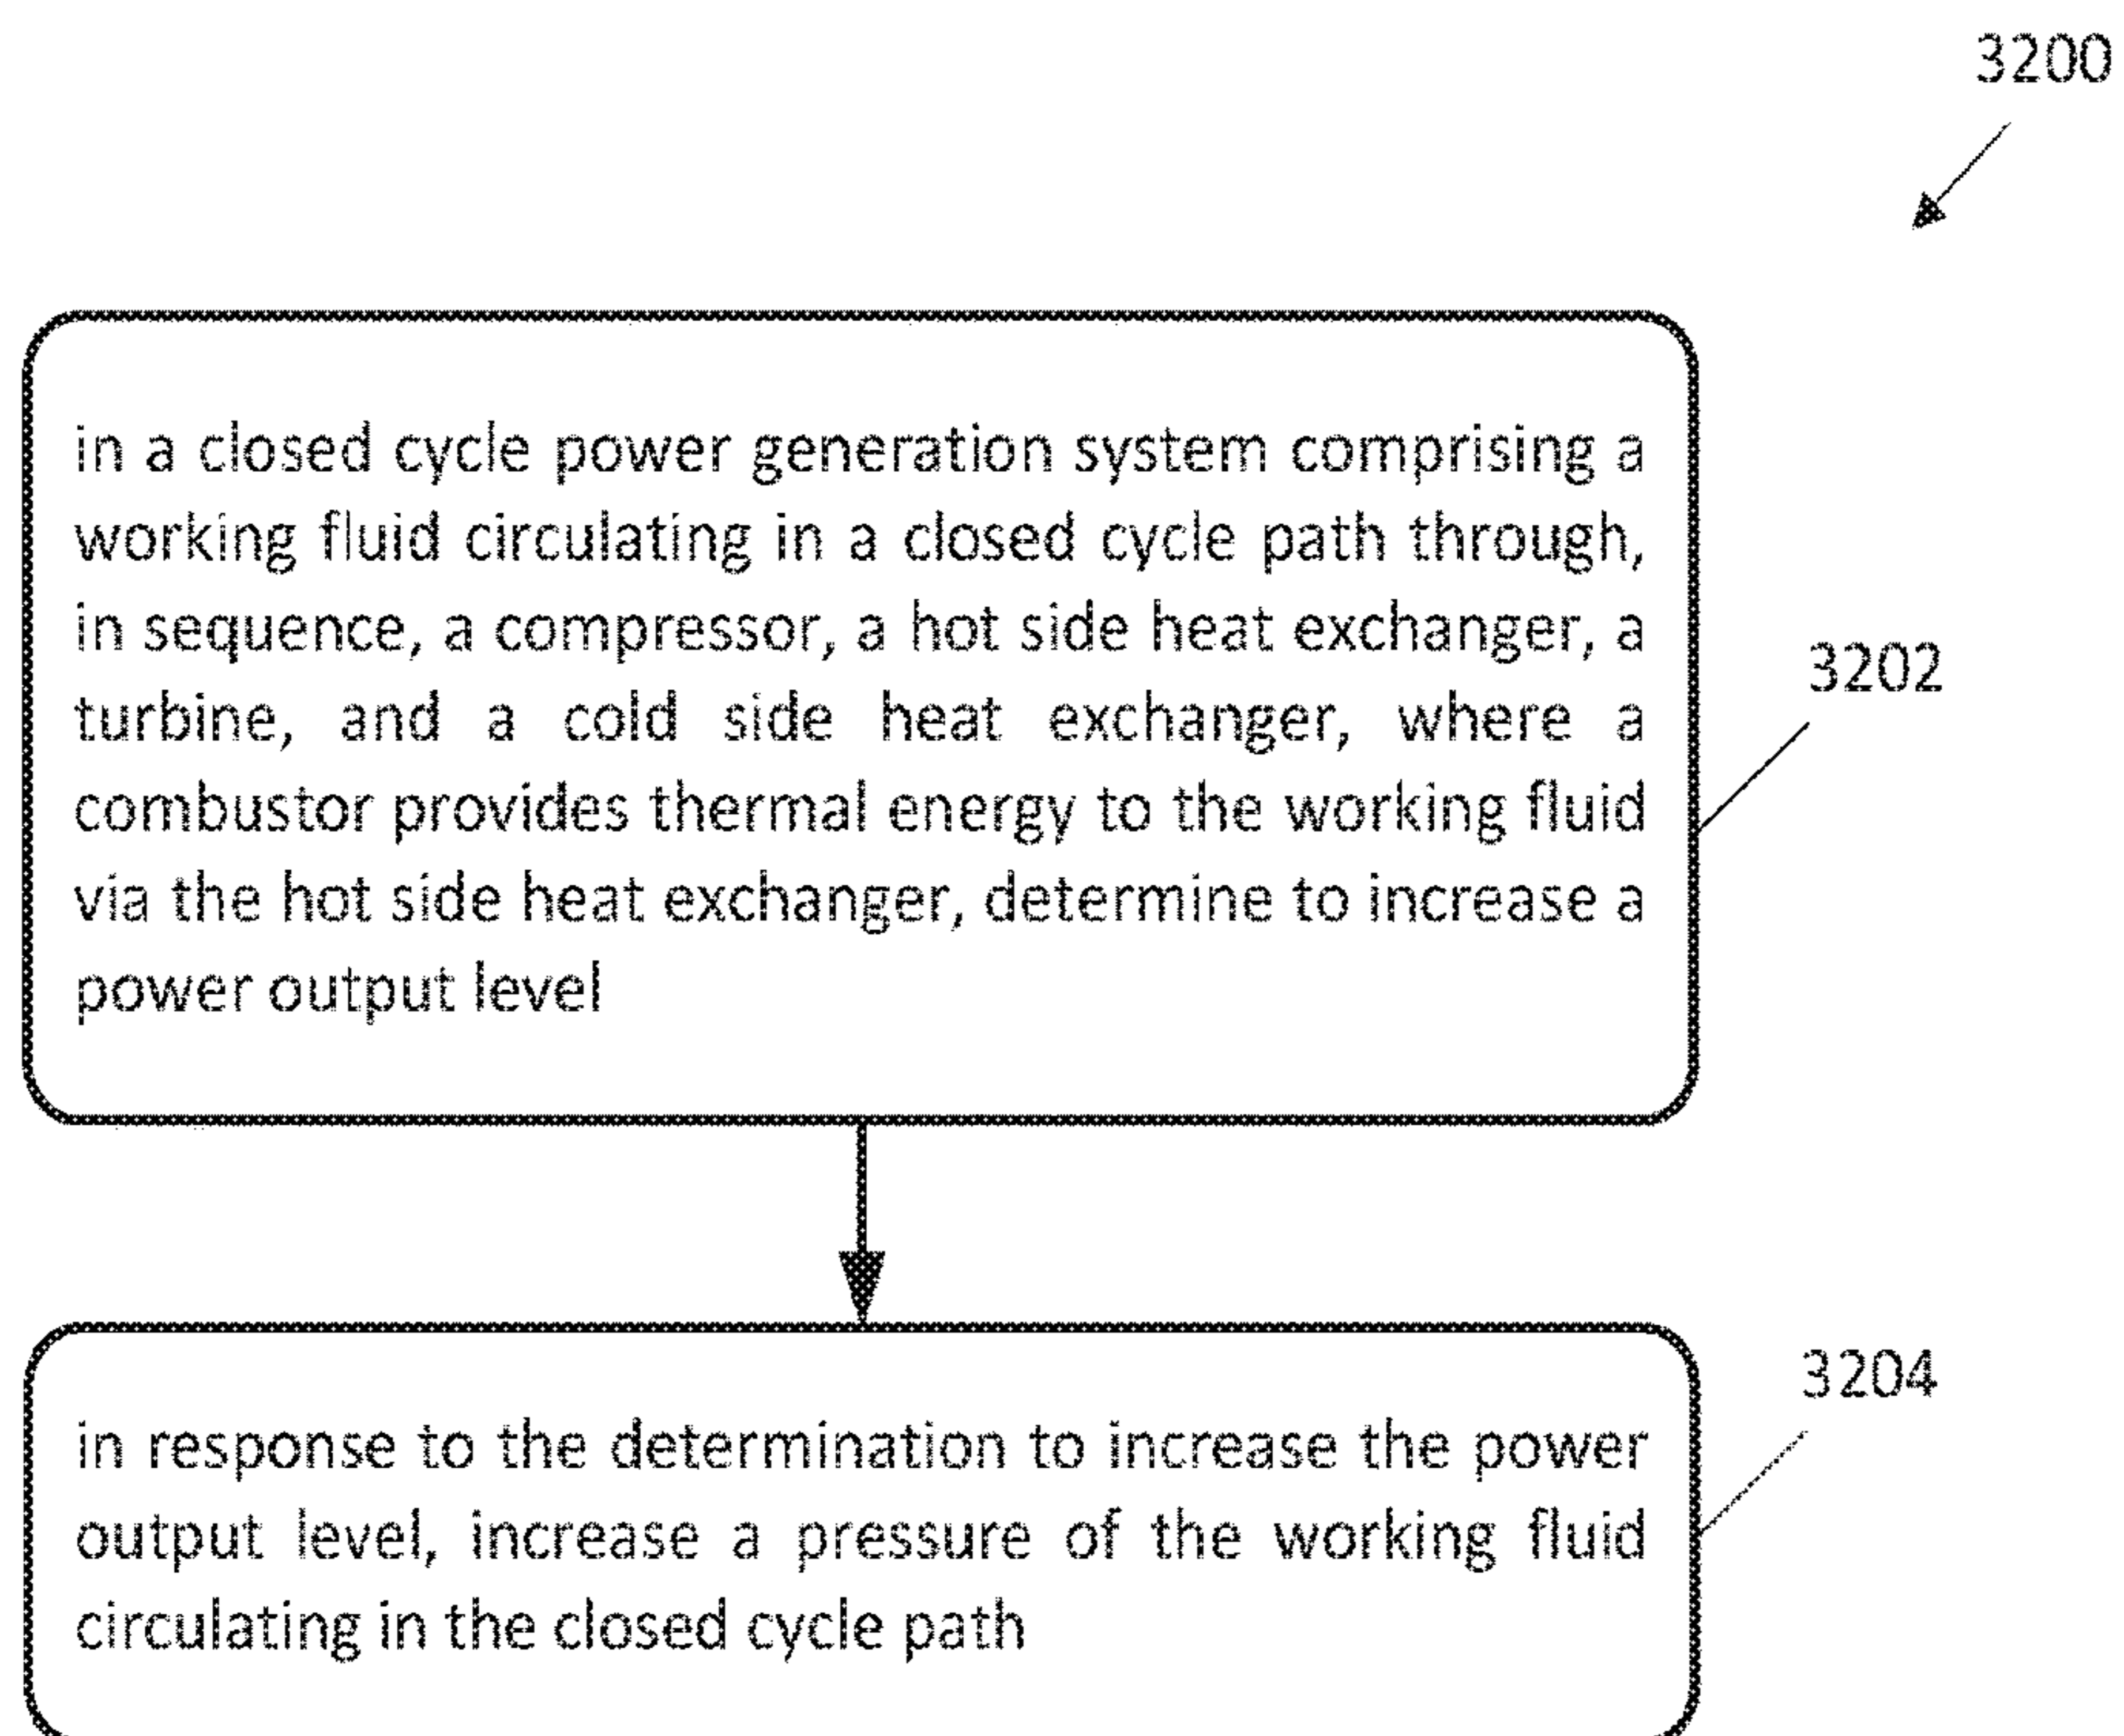 3200
in a closed cycle power generation system comprising a
working fluid circulating in a closed cycle path through,
in sequence, a compressor, a hot side heat exchanger, a
turbine, and a cold side heat exchanger, where a
combustor provides thermal energy to the working fluid
via the hot side heat exchanger, determine to increase a
power output level
3202
in response to the determination to increase the power
output level, increase a pressure of the working fluid
circulating in the closed cycle path
3204